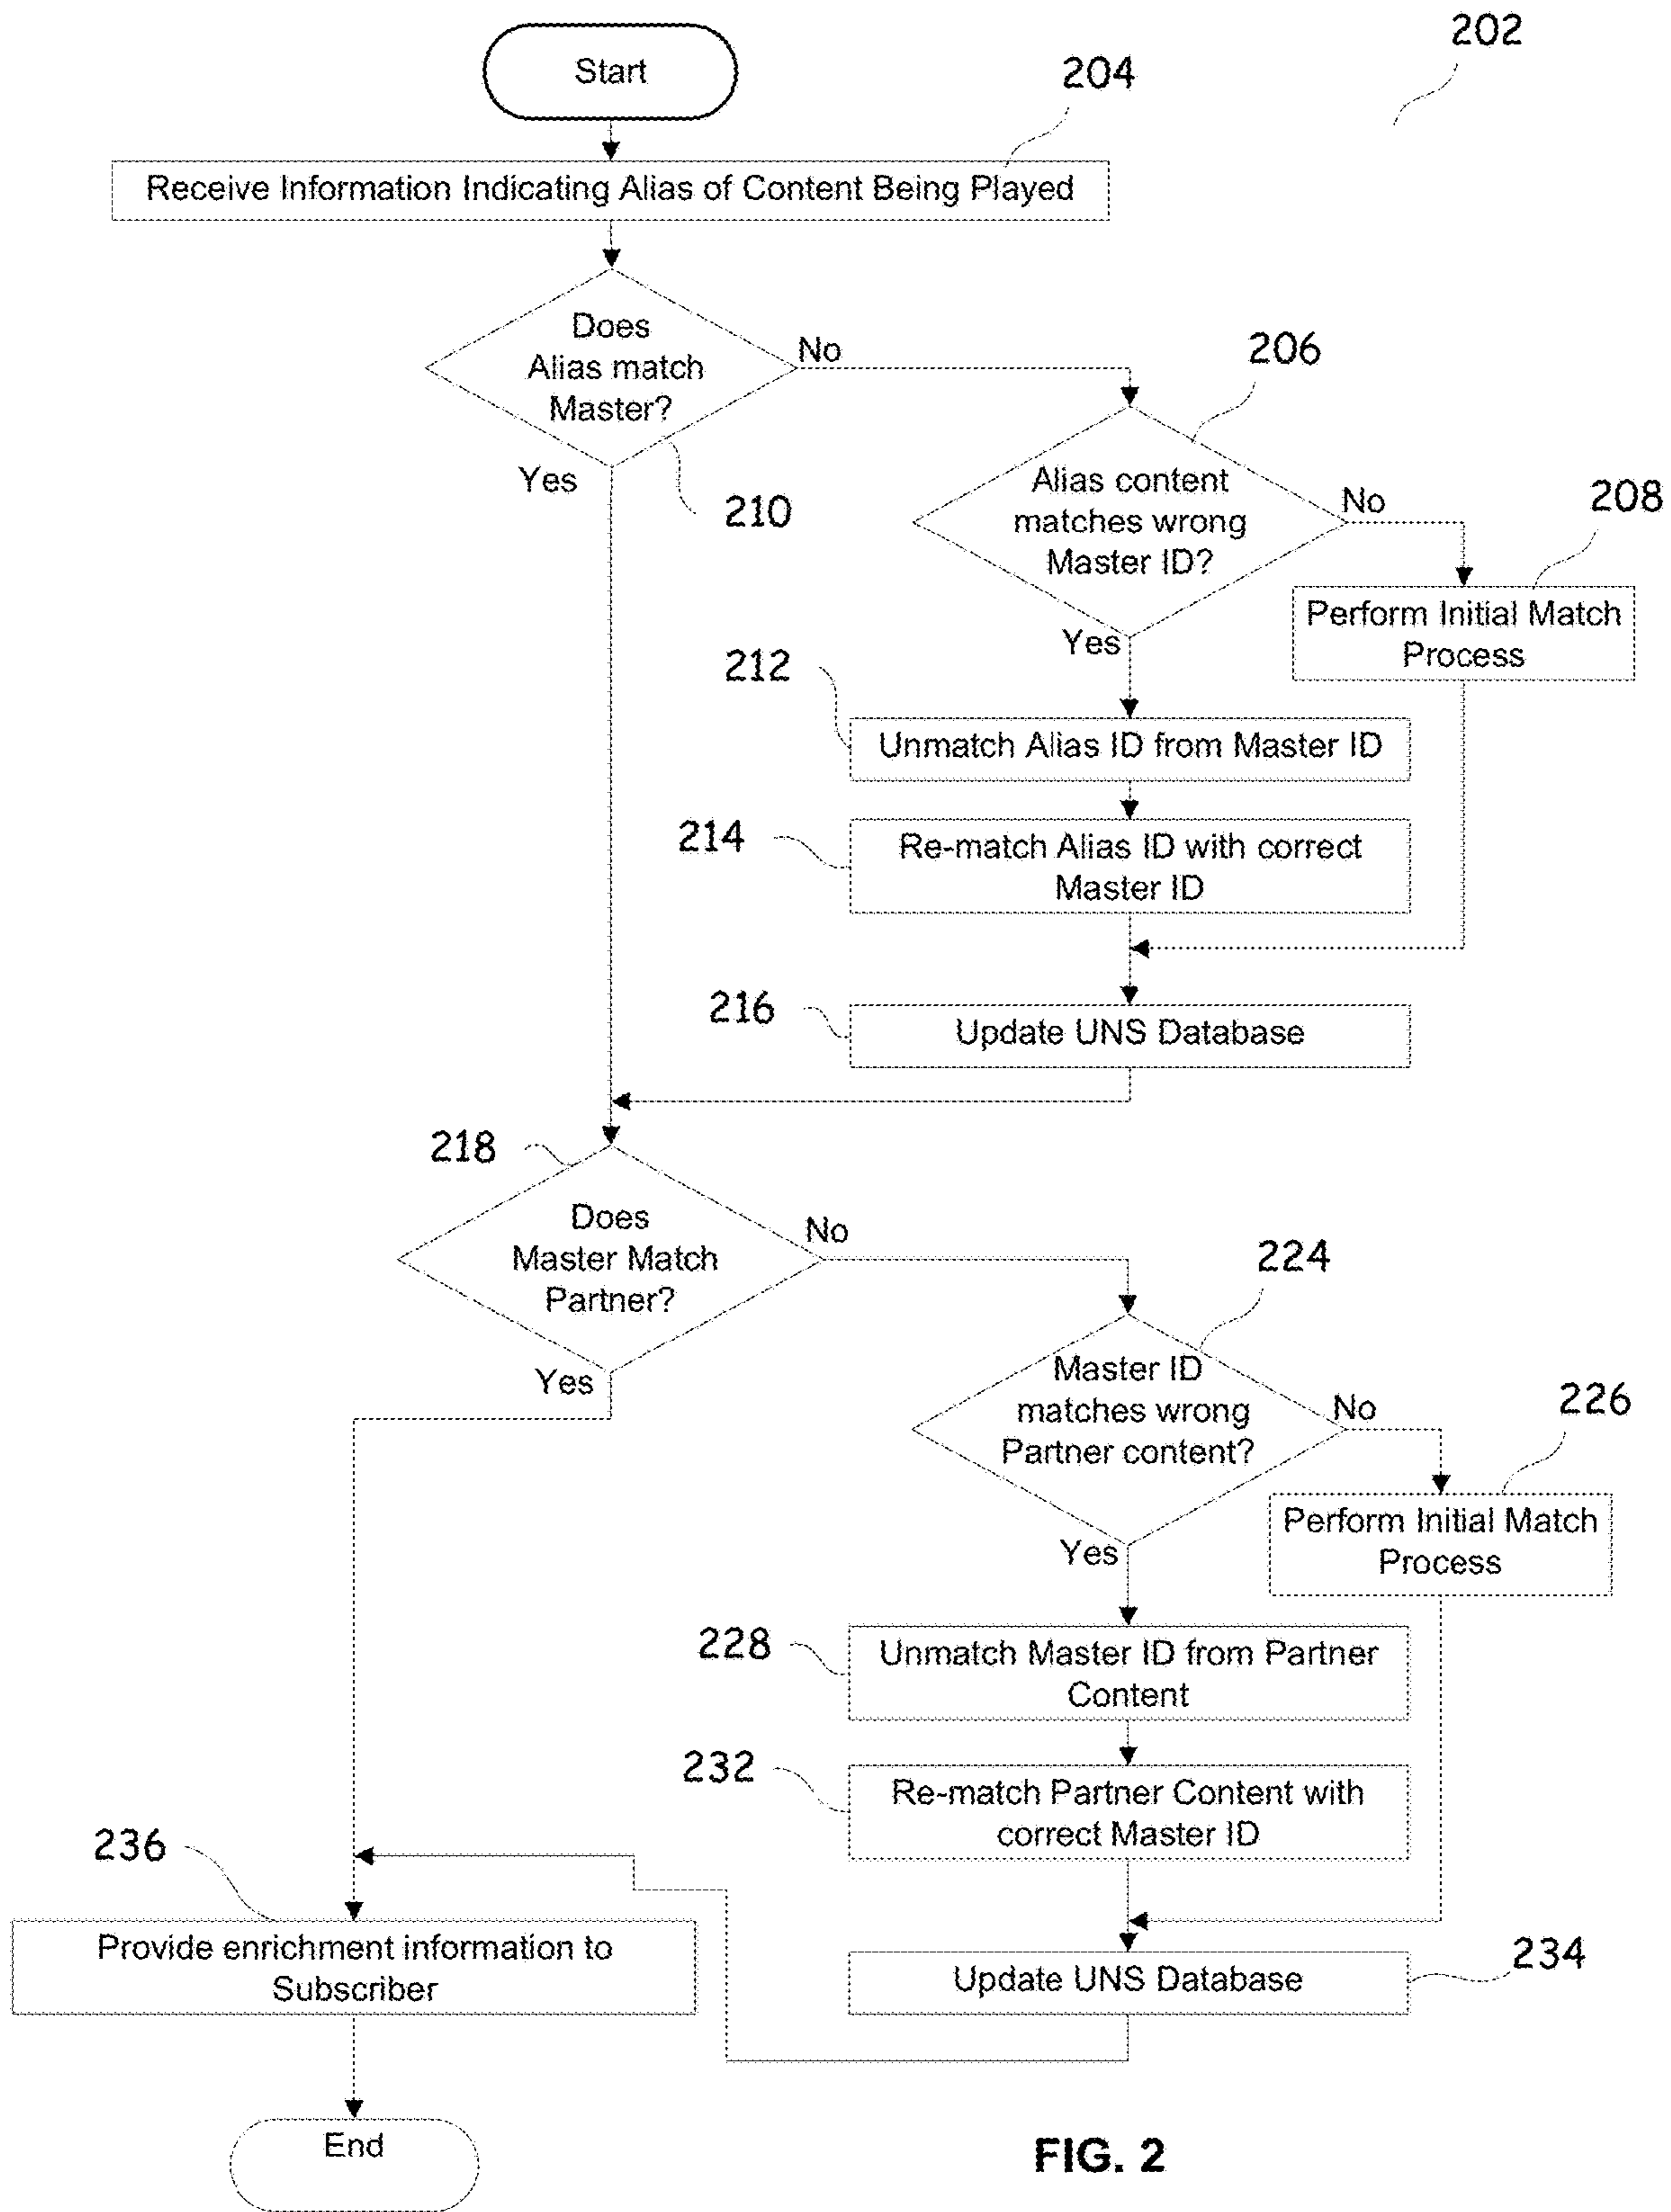 202
Start
204
Receive Information Indicating Alias of Content Being Played
Does
Alias match
Master?
No
Yes
210
206
Alias content
matches wrong
Master ID?
No
Yes
208
Perform Initial Match
Process
212
Unmatch Alias ID from Master ID
214
Re-match Alias ID with correct
Master ID
216
Update UNS Database
218
Does
Master Match
Partner?
No
Yes
224
Master ID
matches wrong
Partner content?
No
Yes
226
Perform Initial Match
Process
228
Unmatch Master ID from Partner
Content
232
Re-match Partner Content with
correct Master ID
234
Update UNS Database
236
Provide enrichment information to
Subscriber
End
FIG. 2